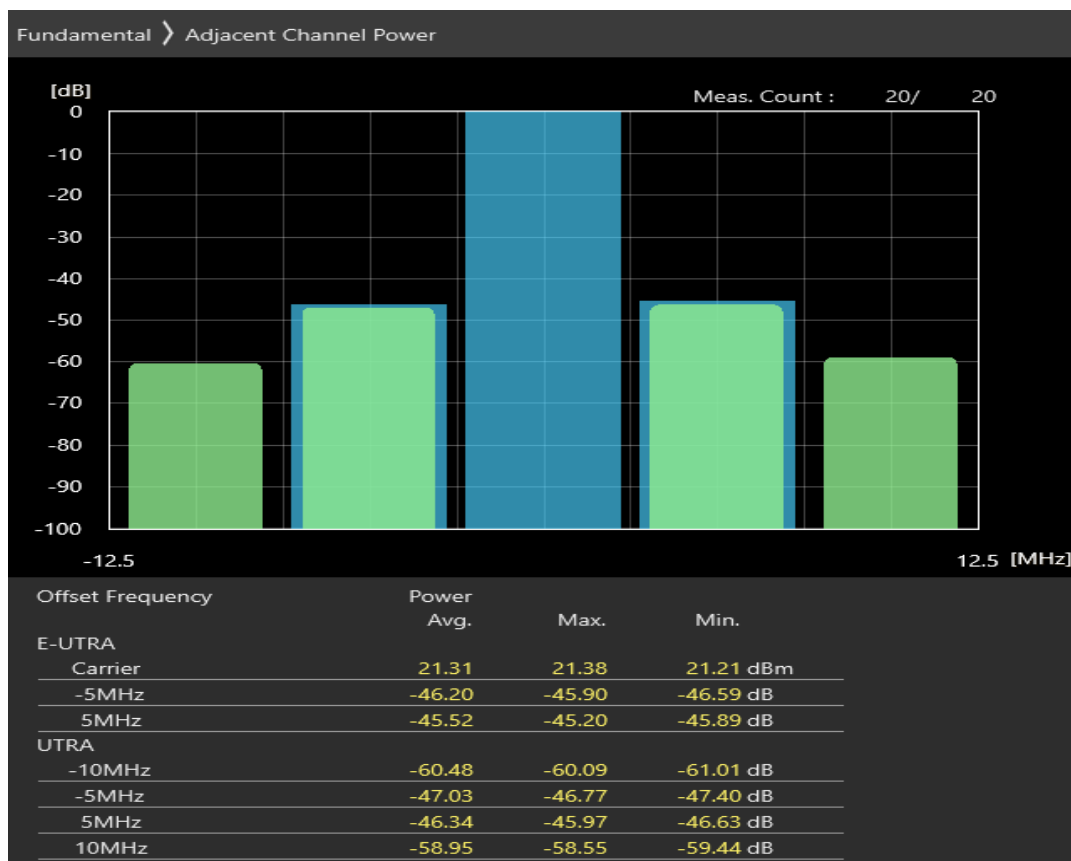 Fundamental ❯ Adjacent Channel Power
[dB]
Meas. Count : 20/ 20
0
-10
-20
-30
-40
-50
-60
-70
-80
-90
-100
-12.5 12.5 [MHz]
Offset Frequency Power
Avg. Max. Min.
E-UTRA
Carrier 21.31 21.38 21.21 dBm
-5MHz -46.20 -45.90 -46.59 dB
5MHz -45.52 -45.20 -45.89 dB
UTRA
-10MHz -60.48 -60.09 -61.01 dB
-5MHz -47.03 -46.77 -47.40 dB
5MHz -46.34 -45.97 -46.63 dB
10MHz -58.95 -58.55 -59.44 dB